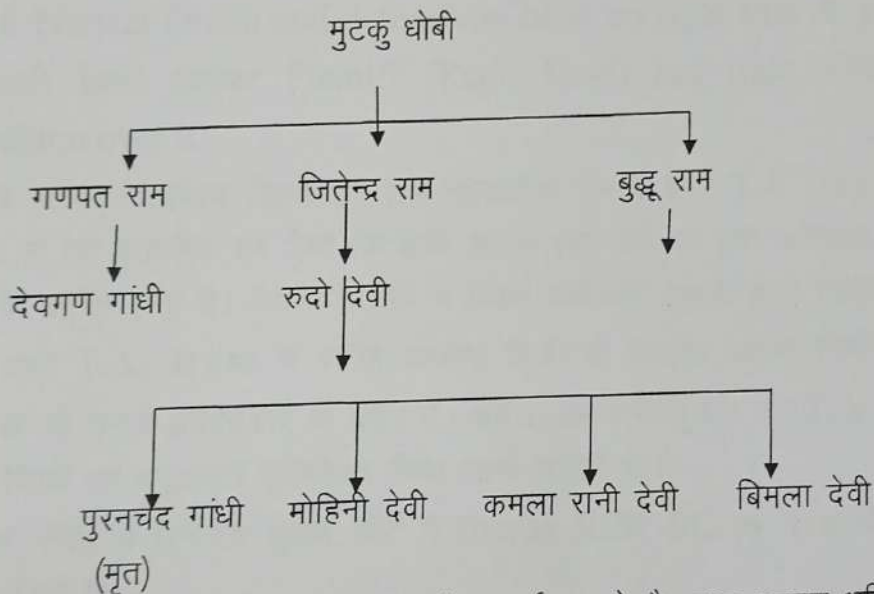 मुटकु धोबी
गणपत राम जितेन्द्र राम बुद्धू राम
देवगण गांधी रुदो देवी
पुरनचंद गांधी मोहिनी देवी कमला रानी देवी बिमला देवी
(मृत)